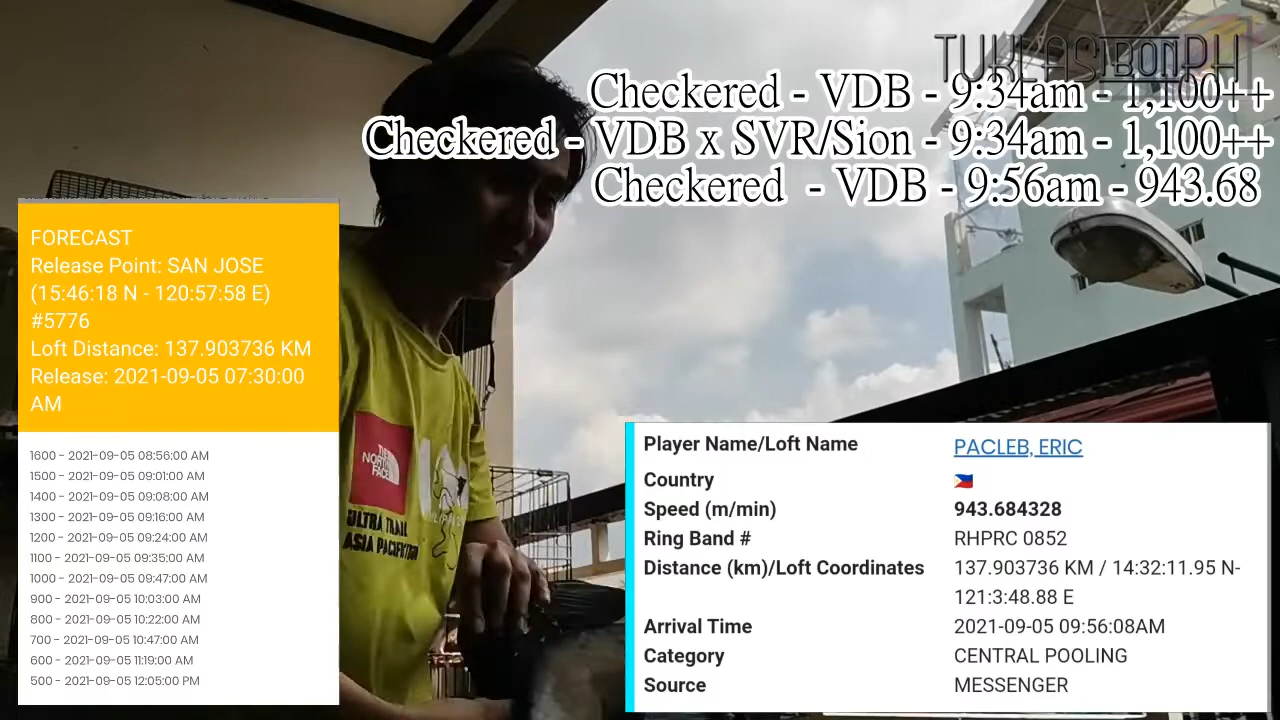 TUKLASIBONPH
Checkered - VDB - 9:34am - 1,100++
Checkered - VDB x SVR/Sion - 9:34am - 1,100++
Checkered - VDB - 9:56am - 943.68
FORECAST
Release Point: SAN JOSE
(15:46:18 N - 120:57:58 E)
#5776
Loft Distance: 137.903736 KM
Release: 2021-09-05 07:30:00
AM
1600 - 2021-09-05 08:56:00 AM
1500 - 2021-09-05 09:01:00 AM
1400 - 2021-09-05 09:08:00 AM
1300 - 2021-09-05 09:16:00 AM
1200 - 2021-09-05 09:24:00 AM
1100 - 2021-09-05 09:35:00 AM
1000 - 2021-09-05 09:47:00 AM
900 - 2021-09-05 10:03:00 AM
800 - 2021-09-05 10:22:00 AM
700 - 2021-09-05 10:47:00 AM
600 - 2021-09-05 11:19:00 AM
500 - 2021-09-05 12:05:00 PM
THE
NORTH
FACE
ULTRA TRAIL
ASIA PACIFIC
Player Name/Loft Name PACLEB, ERIC
Country
Speed (m/min) 943.684328
Ring Band # RHPRC 0852
Distance (km)/Loft Coordinates 137.903736 KM / 14:32:11.95 N-
121:3:48.88 E
Arrival Time 2021-09-05 09:56:08AM
Category CENTRAL POOLING
Source MESSENGER